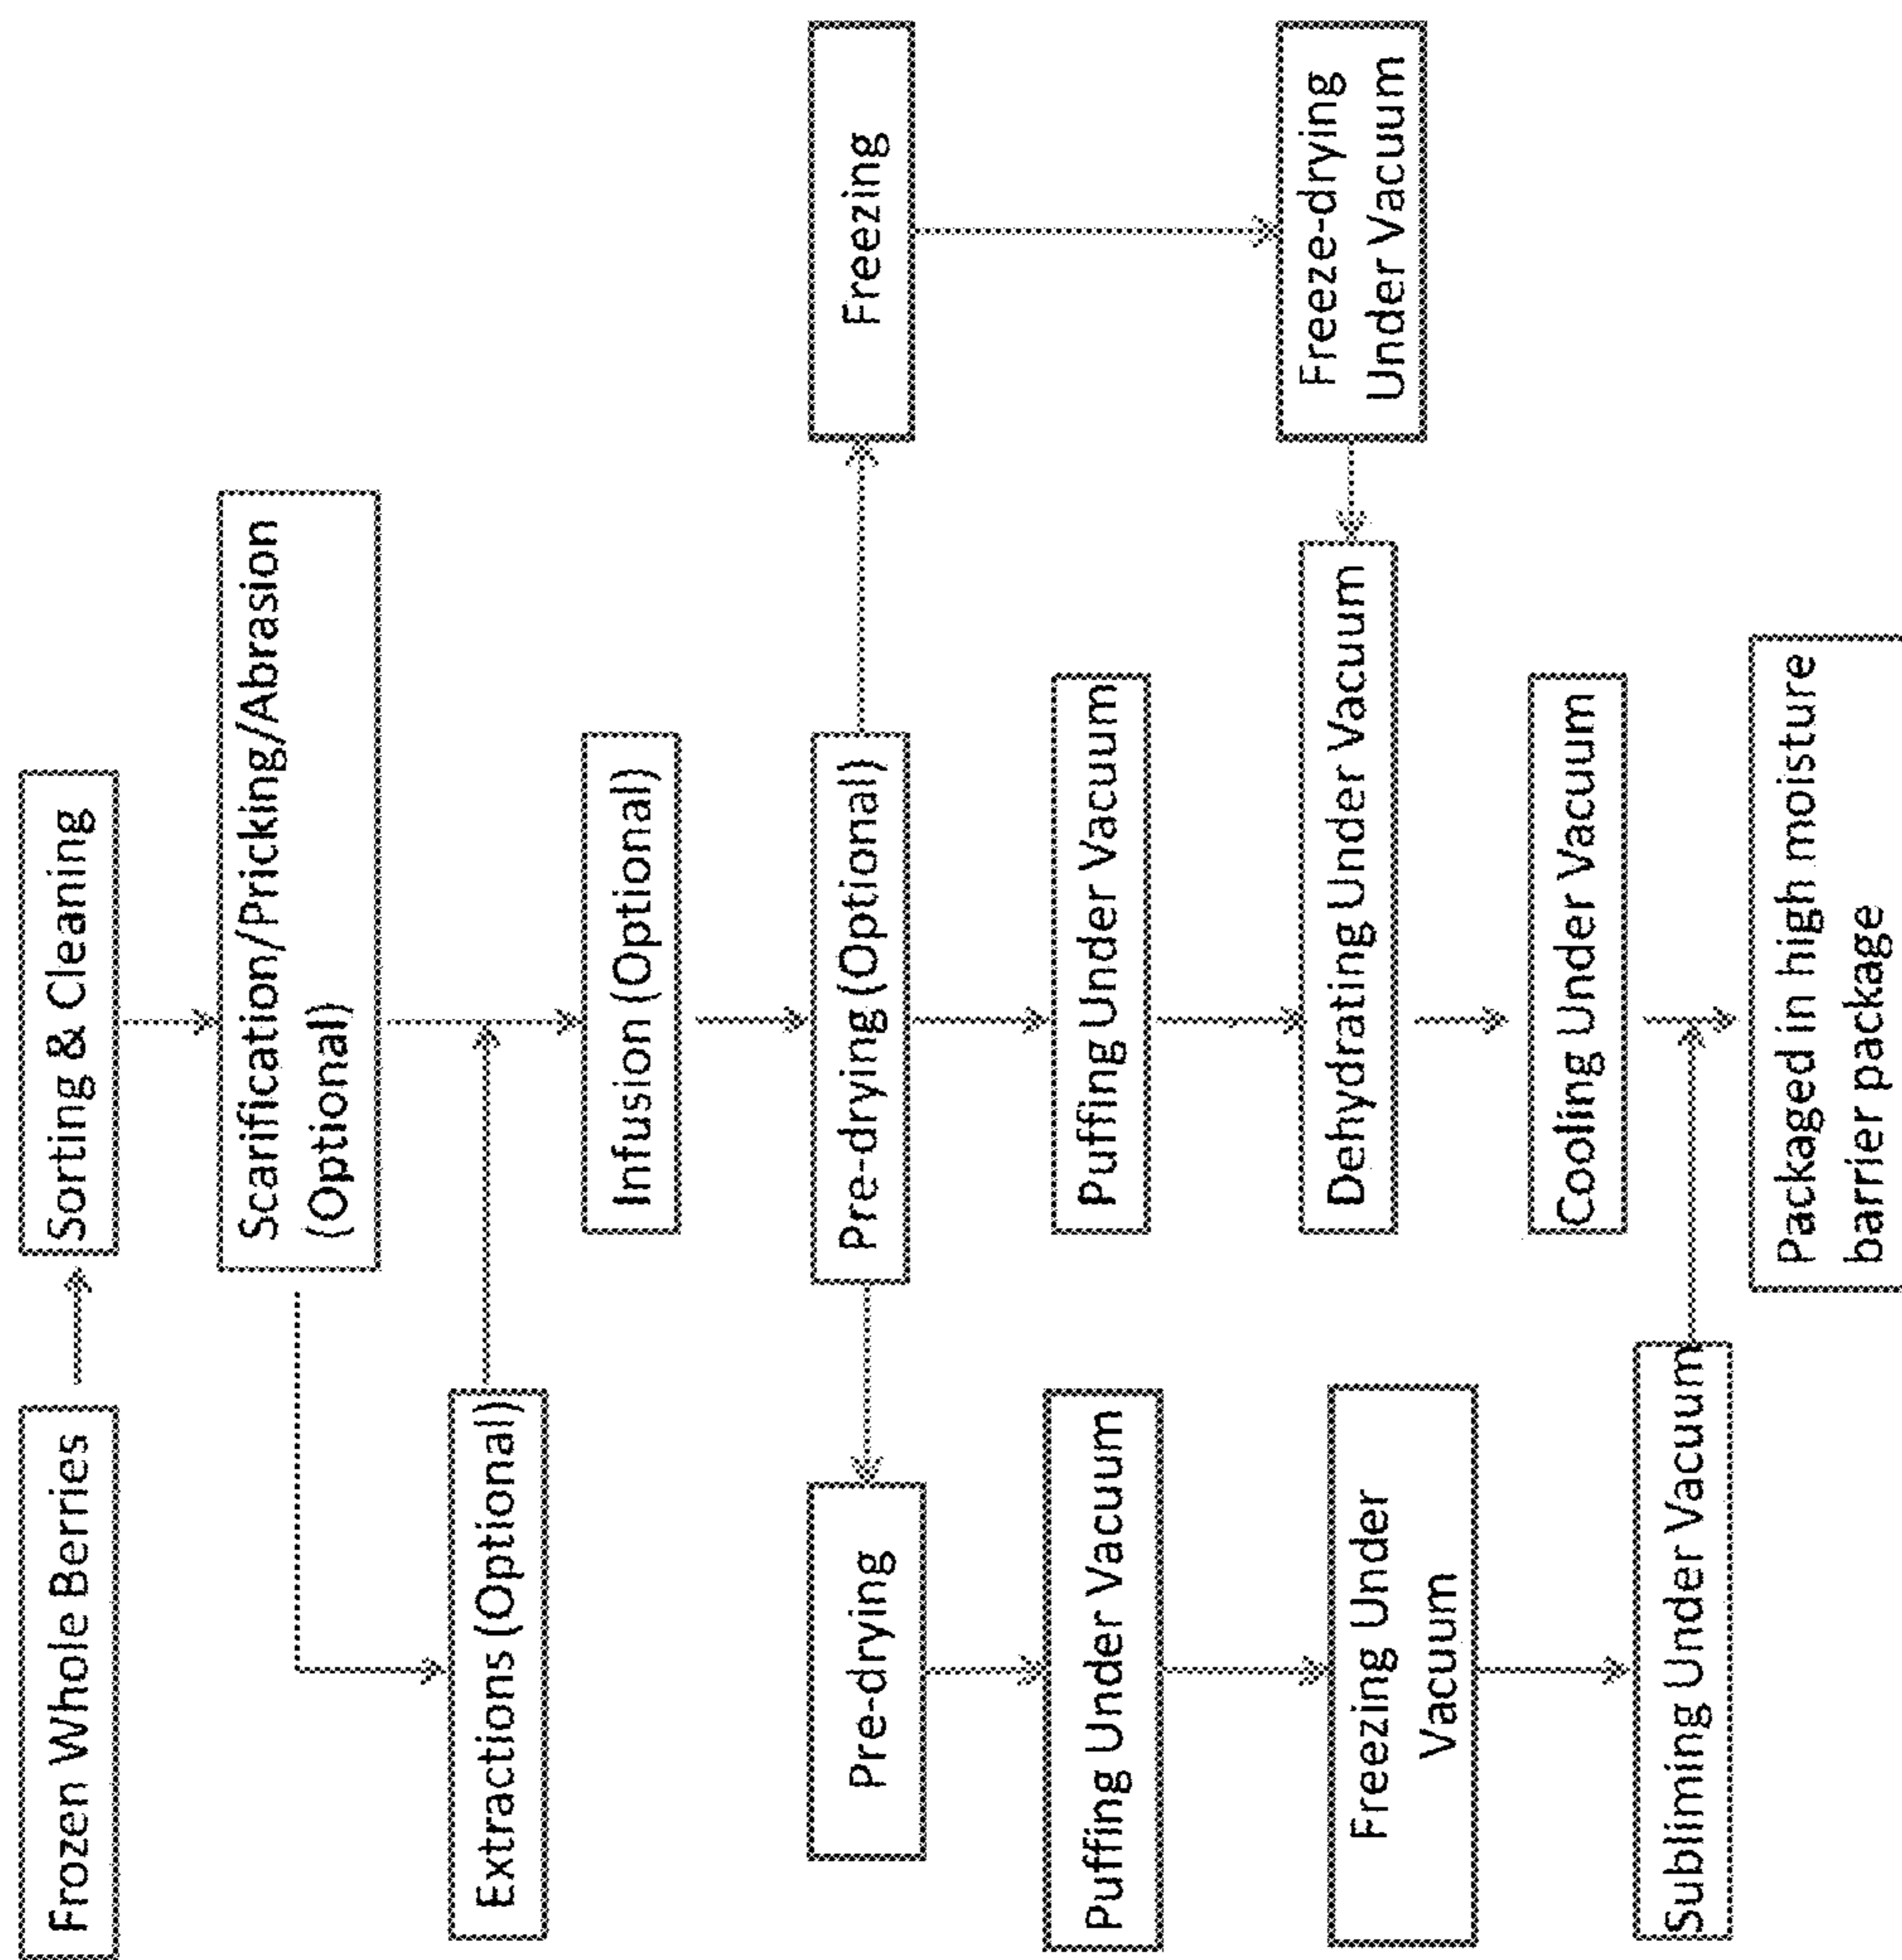 Frozen Whole Berries
Sorting & Cleaning
Scarification/Pricking/Abrasion
(Optional)
Extractions (Optional)
Infusion (Optional)
Pre-drying
Pre-drying (Optional)
Freezing
Puffing Under Vacuum
Puffing Under Vacuum
Freezing Under
Vacuum
Dehydrating Under Vacuum
Freeze-drying
Under Vacuum
Subliming Under Vacuum
Cooling Under Vacuum
Packaged in high moisture
barrier package